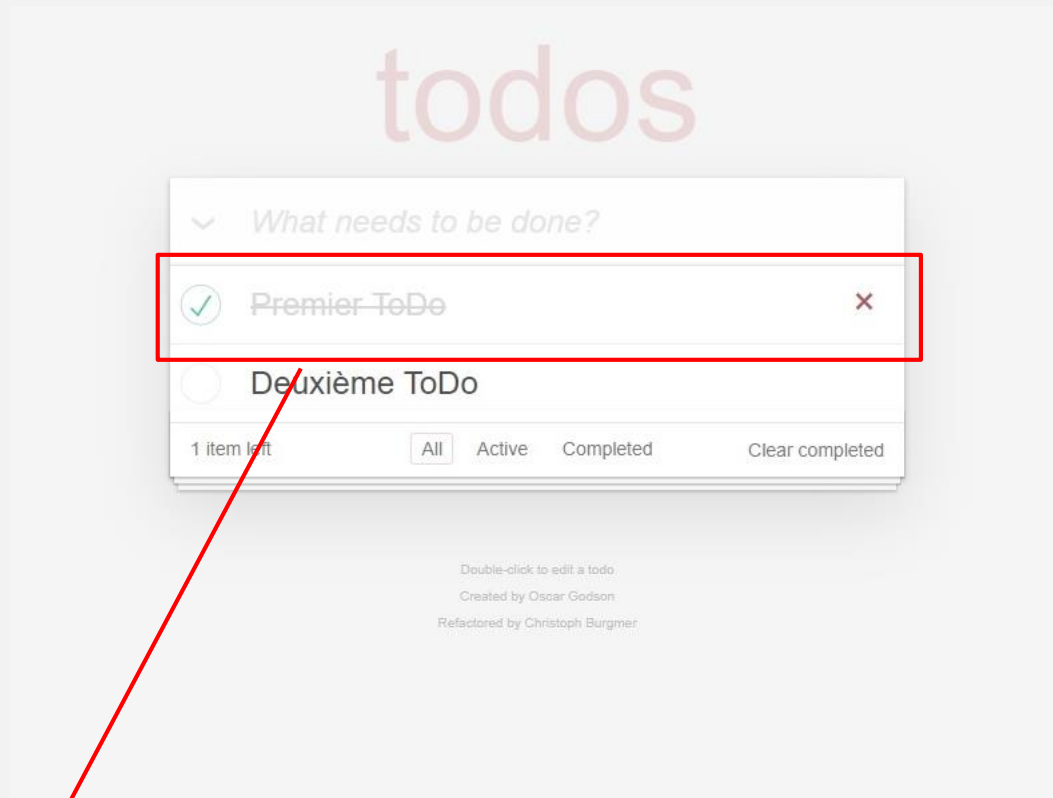 todos
What needs to be done?
Premier ToDo
Deuxième ToDo
1 item left All Active Completed Clear completed
Double-click to edit a todo
Created by Oscar Godson
Refactored by Christoph Burgmer